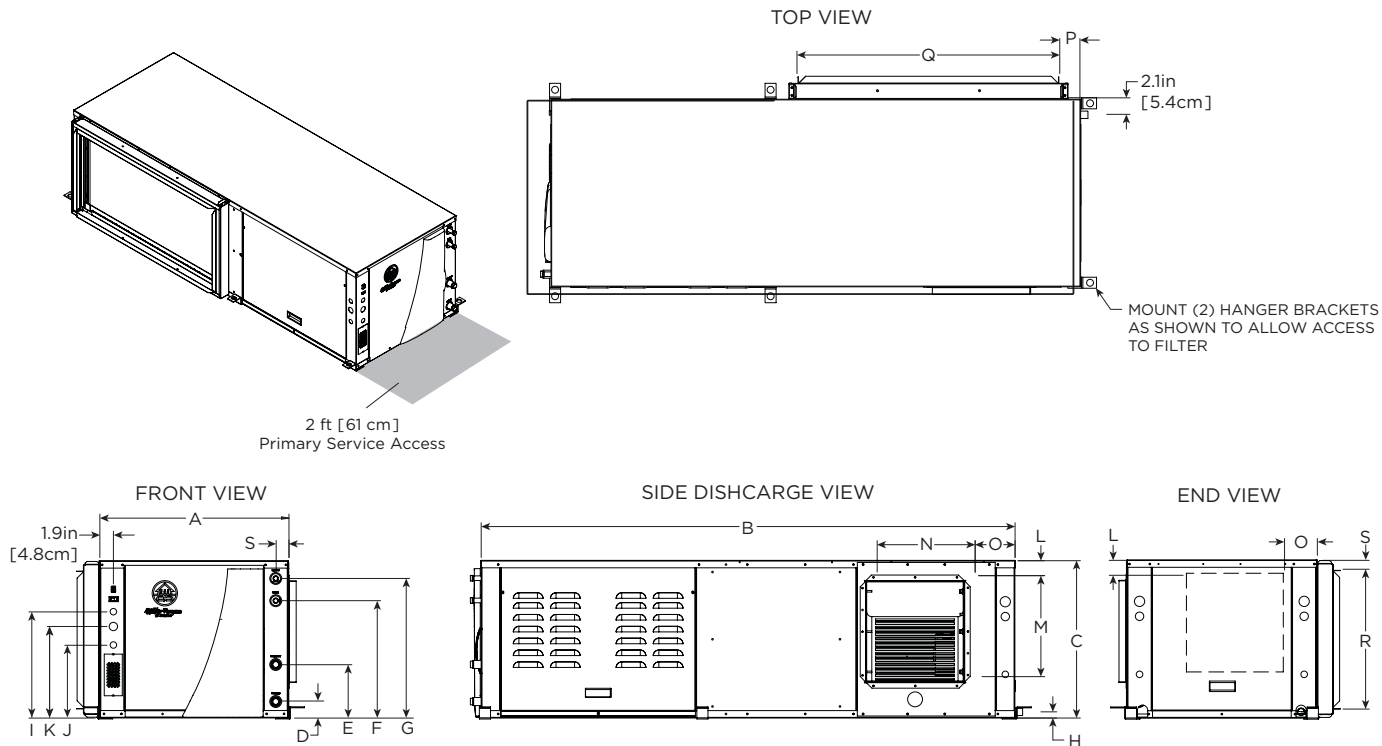 TOP VIEW
P
Q
2.1in
[5.4cm]
MOUNT (2) HANGER BRACKETS
AS SHOWN TO ALLOW ACCESS
TO FILTER
2 ft [61 cm]
Primary Service Access
FRONT VIEW
A
1.9in
[4.8cm]
S
I K J
D
E
F
G
SIDE DISHCARGE VIEW
B
L
N
O
M
C
H
END VIEW
L
O
S
R